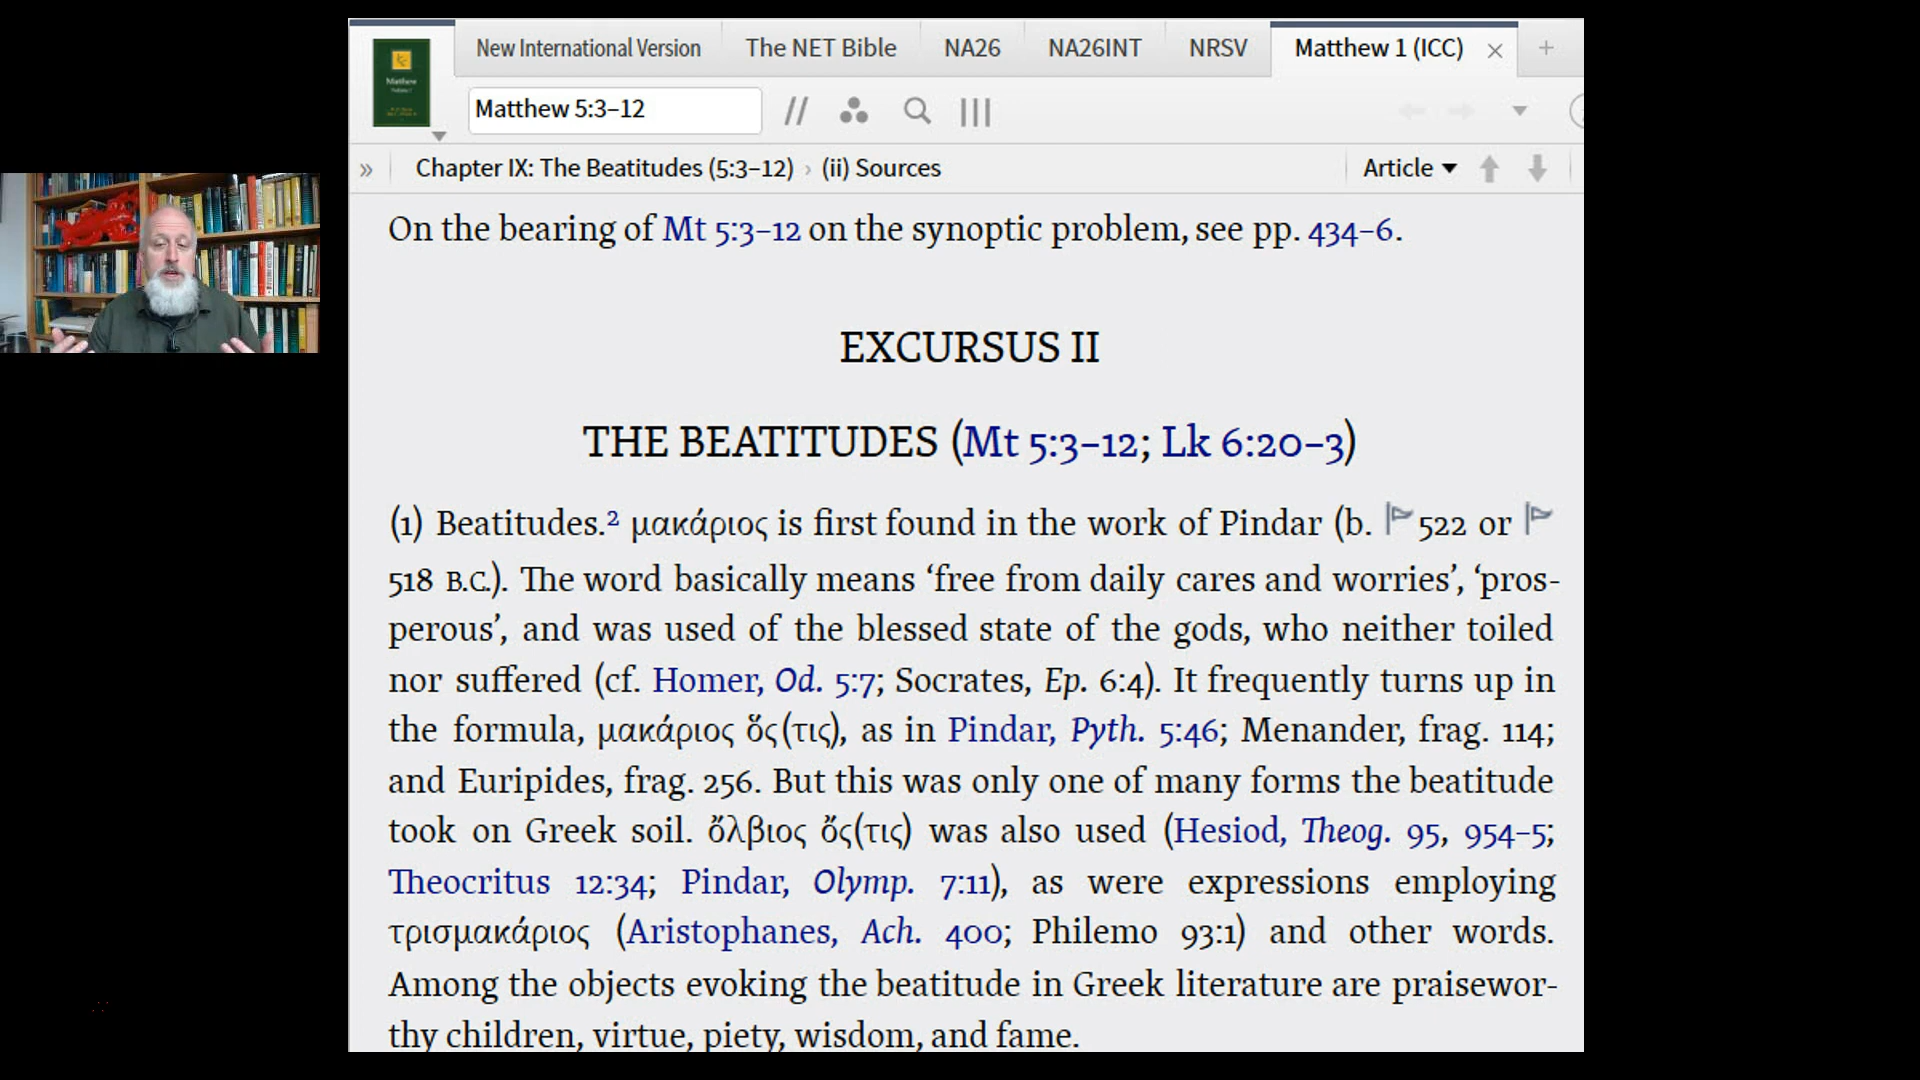 New International Version The NET Bible NA26 NA26INT NRSV Matthew 1 (ICC)
Matthew
Matthew 5:3–12
» Chapter IX: The Beatitudes (5:3–12) › (ii) Sources Article
On the bearing of Mt 5:3–12 on the synoptic problem, see pp. 434–6.
EXCURSUS II
THE BEATITUDES (Mt 5:3–12; Lk 6:20–3)
(1) Beatitudes.² μακάριος is first found in the work of Pindar (b. 522 or
518 B.C.). The word basically means ‘free from daily cares and worries’, ‘pros-
perous’, and was used of the blessed state of the gods, who neither toiled
nor suffered (cf. Homer, Od. 5:7; Socrates, Ep. 6:4). It frequently turns up in
the formula, μακάριος ὅς(τις), as in Pindar, Pyth. 5:46; Menander, frag. 114;
and Euripides, frag. 256. But this was only one of many forms the beatitude
took on Greek soil. ὄλβιος ὅς(τις) was also used (Hesiod, Theog. 95, 954–5;
Theocritus 12:34; Pindar, Olymp. 7:11), as were expressions employing
τρισμακάριος (Aristophanes, Ach. 400; Philemo 93:1) and other words.
Among the objects evoking the beatitude in Greek literature are praisewor-
thy children, virtue, piety, wisdom, and fame.